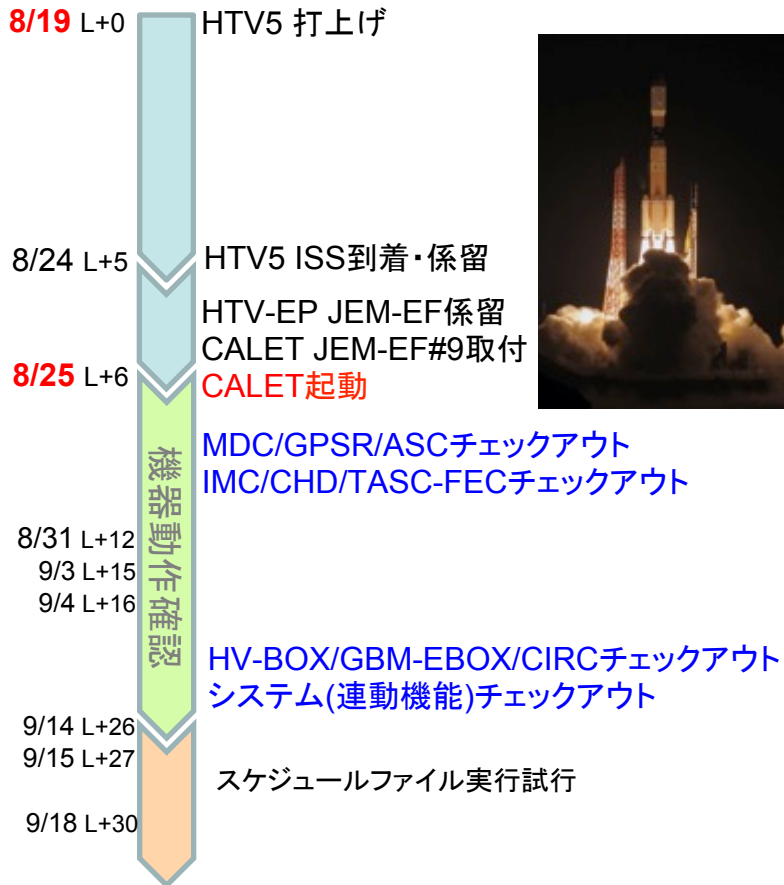 8/19 L+0 HTV5 打上げ
8/24 L+5 HTV5 ISS到着・係留
HTV-EP JEM-EF係留
CALET JEM-EF#9取付
8/25 L+6 CALET起動
機器動作確認
MDC/GPSR/ASCチェックアウト
IMC/CHD/TASC-FECチェックアウト
8/31 L+12
9/3 L+15
9/4 L+16
HV-BOX/GBM-EBOX/CIRCチェックアウト
システム(連動機能)チェックアウト
9/14 L+26
9/15 L+27
スケジュールファイル実行試行
9/18 L+30